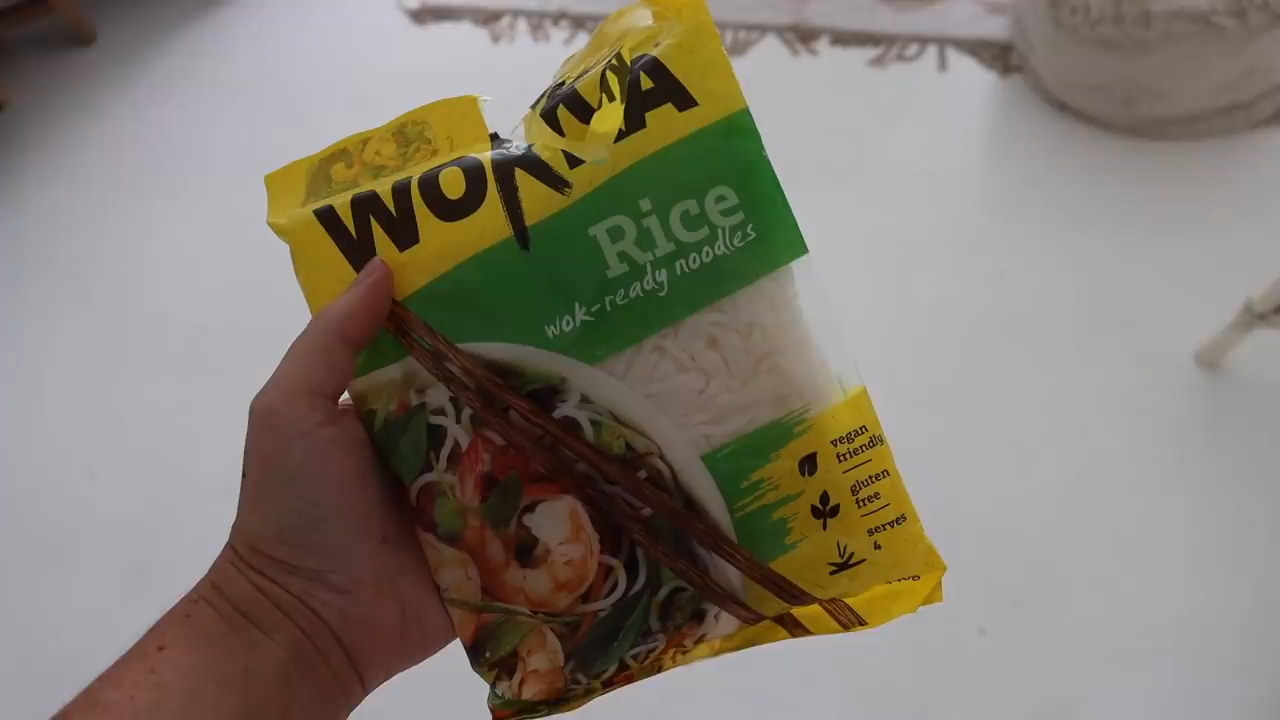 WOKKA
Rice
wok-ready noodles
vegan
friendly
gluten
free
serves
4